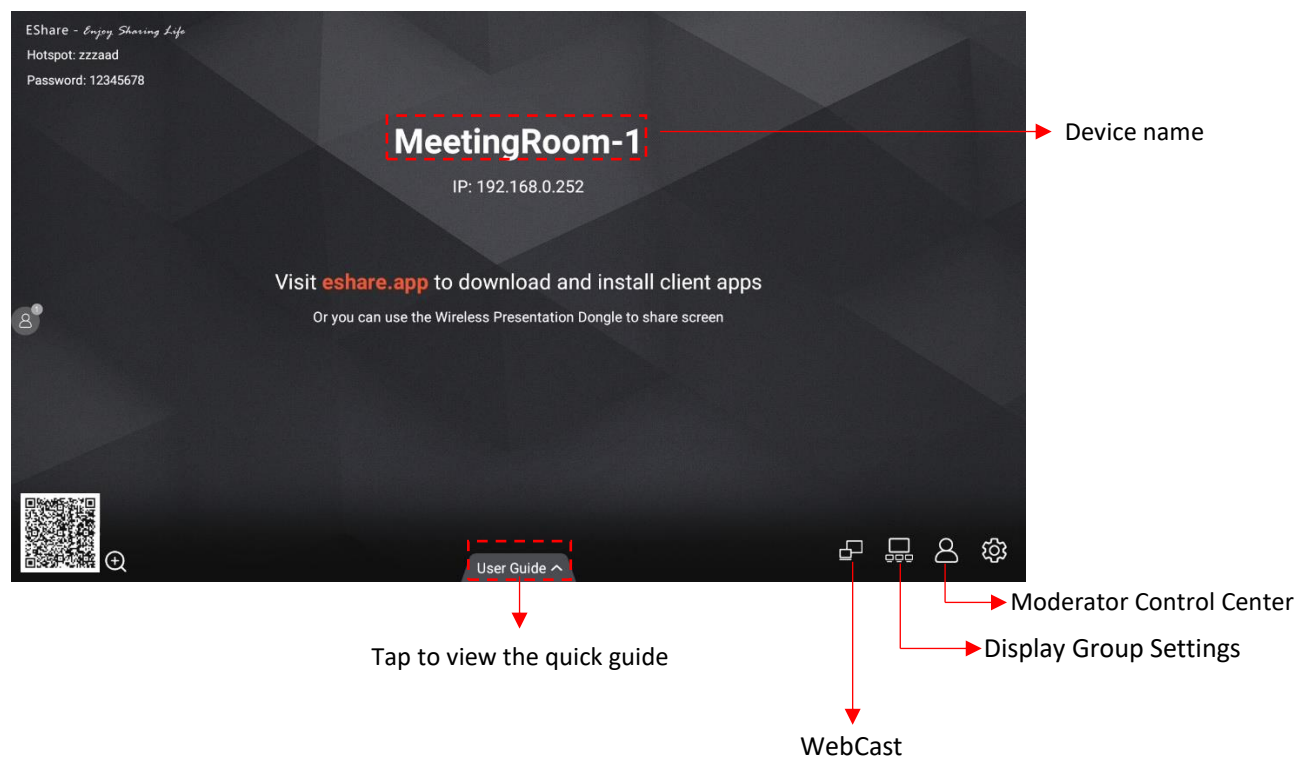 EShare - Enjoy Sharing Life
Hotspot: zzzaad
Password: 12345678
MeetingRoom-1
Device name
IP: 192.168.0.252
Visit eshare.app to download and install client apps
Or you can use the Wireless Presentation Dongle to share screen
1
User Guide
Moderator Control Center
Tap to view the quick guide
Display Group Settings
WebCast